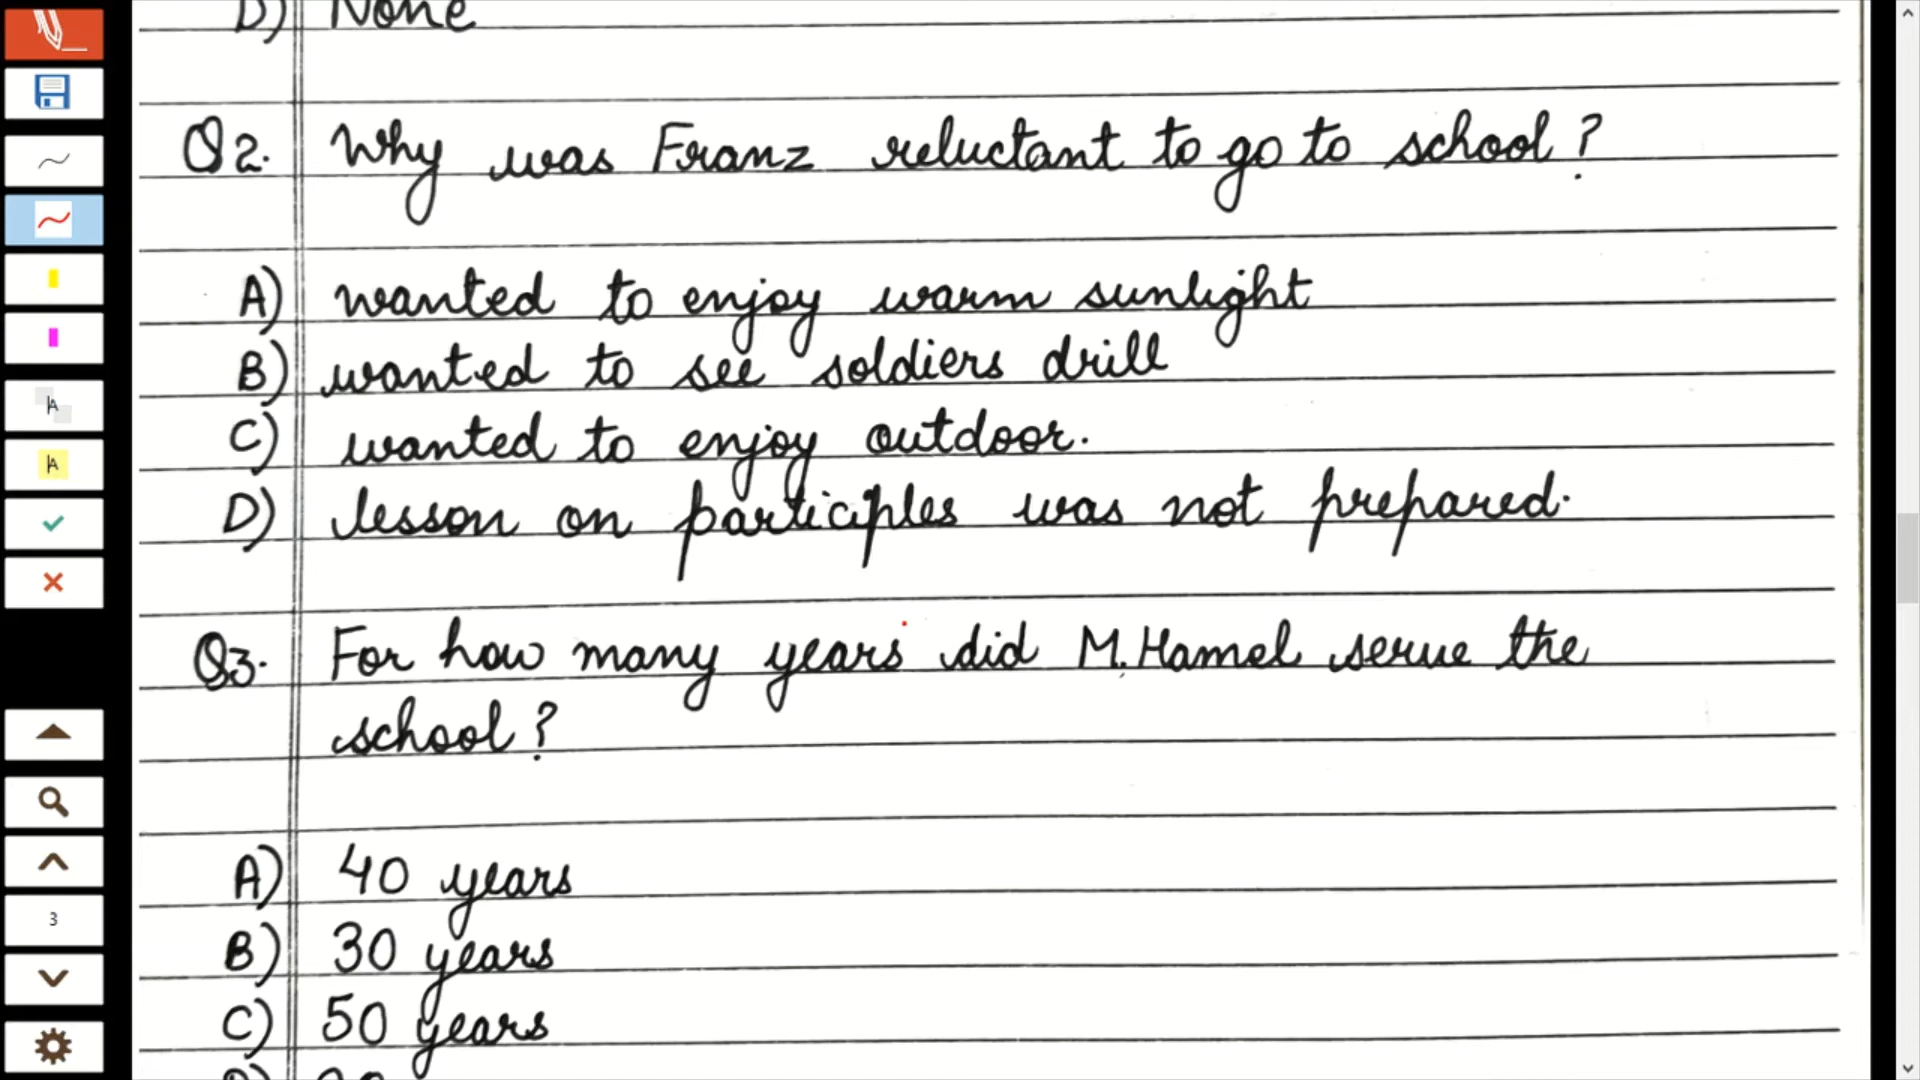 D) None
Q2. Why was Franz reluctant to go to school?
A) wanted to enjoy warm sunlight
B) wanted to see soldiers drill
C) wanted to enjoy outdoor.
D) lesson on participles was not prepared.
Q3. For how many years did M. Hamel serve the
school?
A) 40 years
B) 30 years
C) 50 years
3